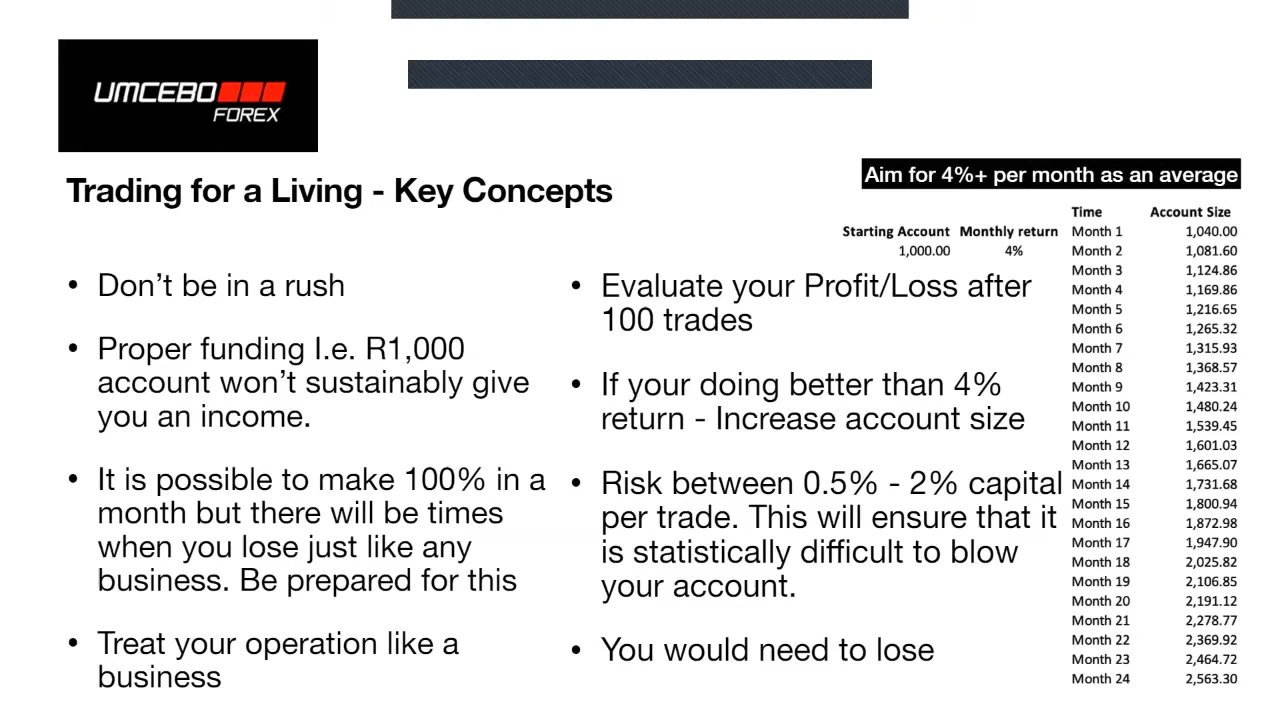 UMCEBO
FOREX
Trading for a Living - Key Concepts
• Don’t be in a rush
• Proper funding I.e. R1,000
account won’t sustainably give
you an income.
• It is possible to make 100% in a
month but there will be times
when you lose just like any
business. Be prepared for this
• Treat your operation like a
business
• Evaluate your Profit/Loss after
100 trades
• If your doing better than 4%
return - Increase account size
• Risk between 0.5% - 2% capital
per trade. This will ensure that it
is statistically difficult to blow
your account.
• You would need to lose
Aim for 4%+ per month as an average
Starting Account Monthly return
1,000.00 4%
Time Account Size
Month 1 1,040.00
Month 2 1,081.60
Month 3 1,124.86
Month 4 1,169.86
Month 5 1,216.65
Month 6 1,265.32
Month 7 1,315.93
Month 8 1,368.57
Month 9 1,423.31
Month 10 1,480.24
Month 11 1,539.45
Month 12 1,601.03
Month 13 1,665.07
Month 14 1,731.68
Month 15 1,800.94
Month 16 1,872.98
Month 17 1,947.90
Month 18 2,025.82
Month 19 2,106.85
Month 20 2,191.12
Month 21 2,278.77
Month 22 2,369.92
Month 23 2,464.72
Month 24 2,563.30